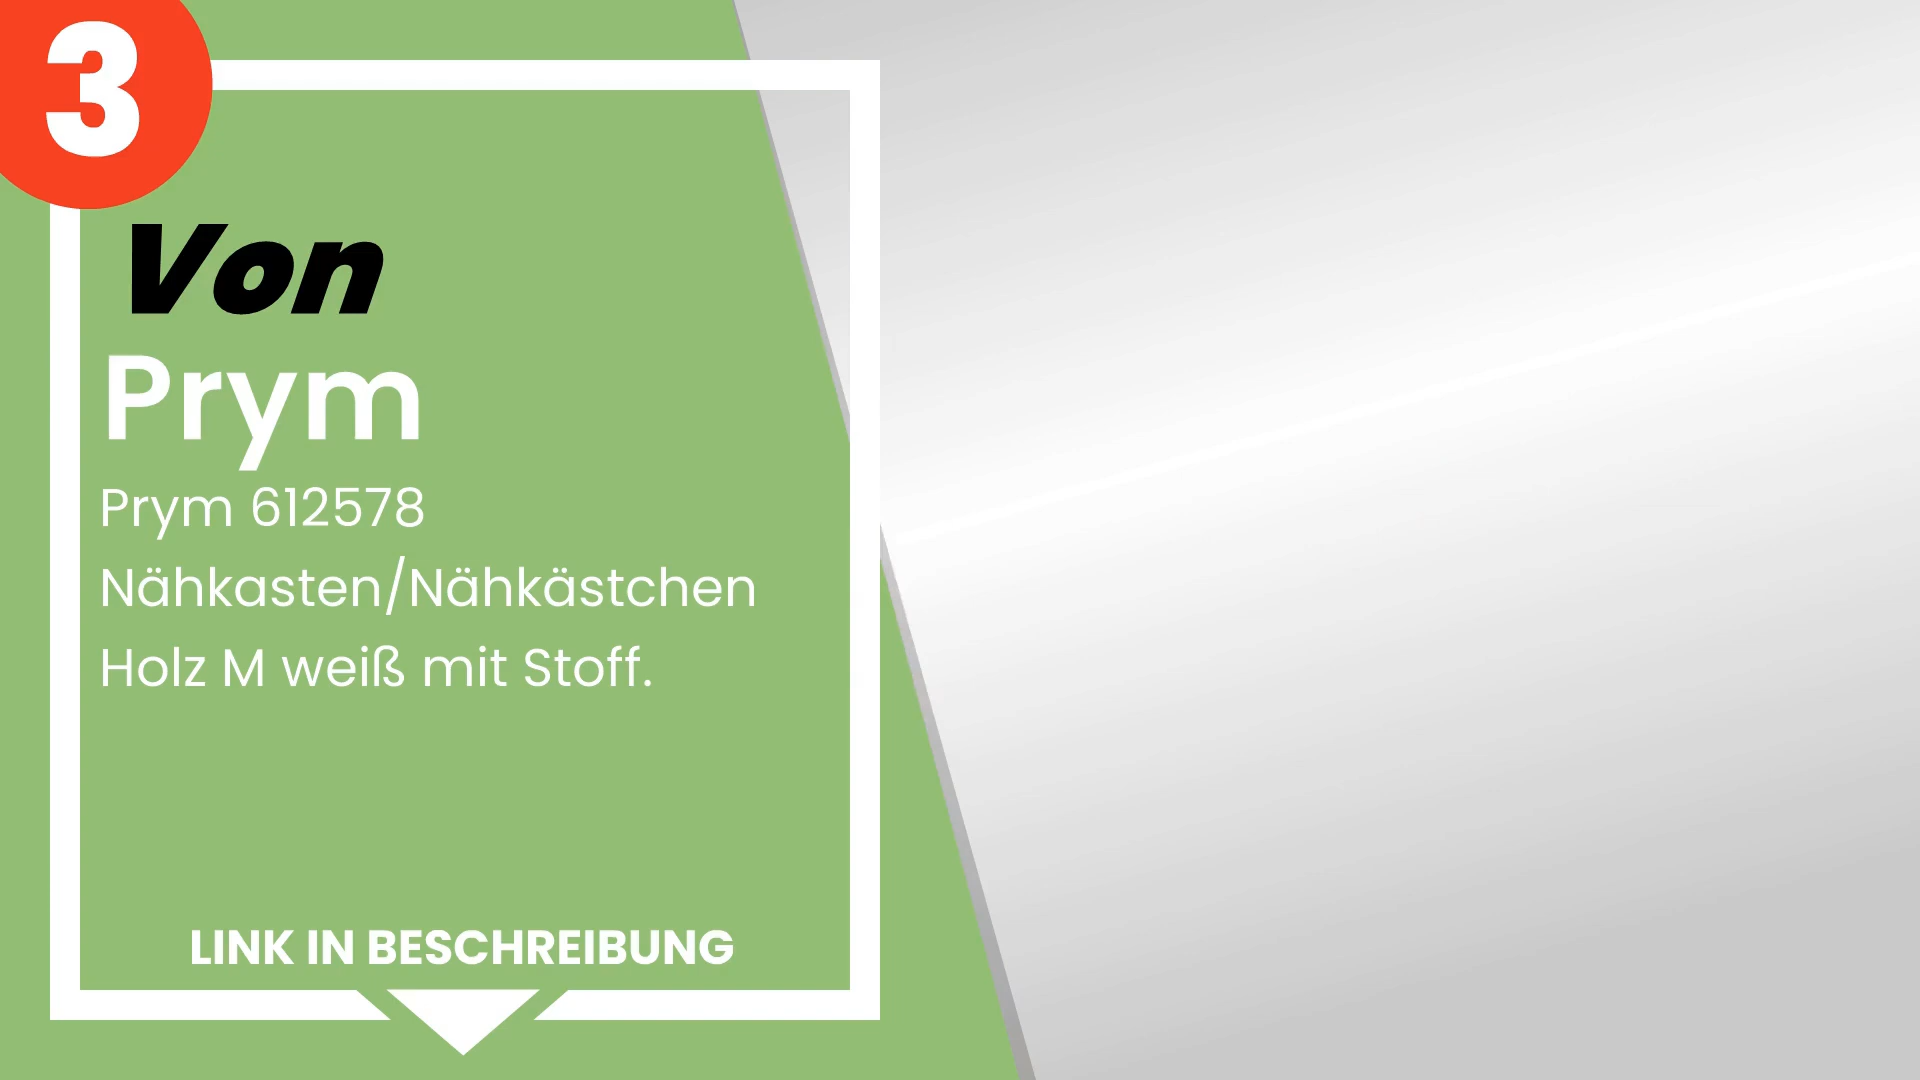 3
Von
Prym
Prym 612578
Nähkasten/Nähkästchen
Holz M weiß mit Stoff.
LINK IN BESCHREIBUNG